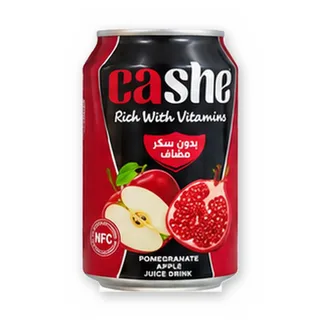 cashe
Rich With Vitamins
بدون سكر
مضاف
NFC
POMEGRANATE
APPLE
JUICE DRINK